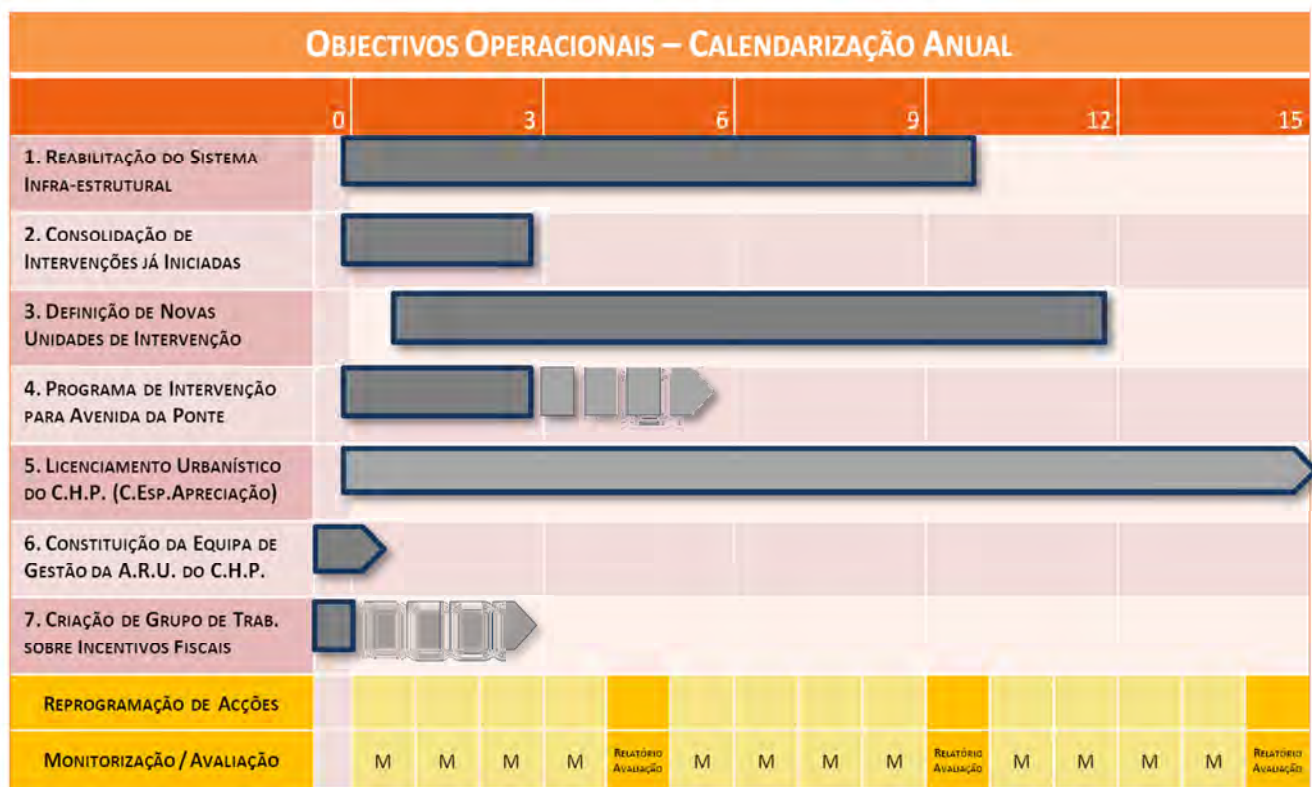 OBJECTIVOS OPERACIONAIS – CALENDARIZAÇÃO ANUAL
0 3 6 9 12 15
1. REABILITAÇÃO DO SISTEMA
INFRA-ESTRUTURAL
2. CONSOLIDAÇÃO DE
INTERVENÇÕES JÁ INICIADAS
3. DEFINIÇÃO DE NOVAS
UNIDADES DE INTERVENÇÃO
4. PROGRAMA DE INTERVENÇÃO
PARA AVENIDA DA PONTE
5. LICENCIAMENTO URBANÍSTICO
DO C.H.P. (C.ESP.APRECIAÇÃO)
6. CONSTITUIÇÃO DA EQUIPA DE
GESTÃO DA A.R.U. DO C.H.P.
7. CRIAÇÃO DE GRUPO DE TRAB.
SOBRE INCENTIVOS FISCAIS
REPROGRAMAÇÃO DE ACÇÕES
MONITORIZAÇÃO / AVALIAÇÃO
M M M M
RELATÓRIO
AVALIAÇÃO
M M M M
RELATÓRIO
AVALIAÇÃO
M M M M
RELATÓRIO
AVALIAÇÃO